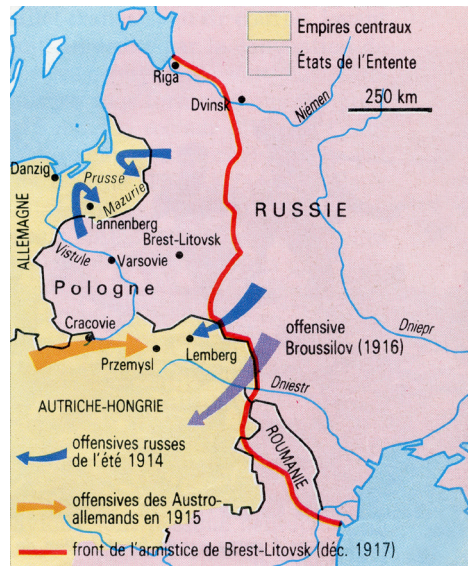 Empires centraux
États de l'Entente
250 km
Riga
Dvinsk
Niémen
Danzig
Prusse
Mazurie
Tannenberg
ALLEMAGNE
RUSSIE
Brest-Litovsk
Vistule
Varsovie
Pologne
Cracovie
Przemysl
Lemberg
offensive
Broussilov (1916)
Dniepr
Dniestr
AUTRICHE-HONGRIE
ROUMANIE
offensives russes
de l'été 1914
offensives des Austro-
allemands en 1915
front de l'armistice de Brest-Litovsk (déc. 1917)